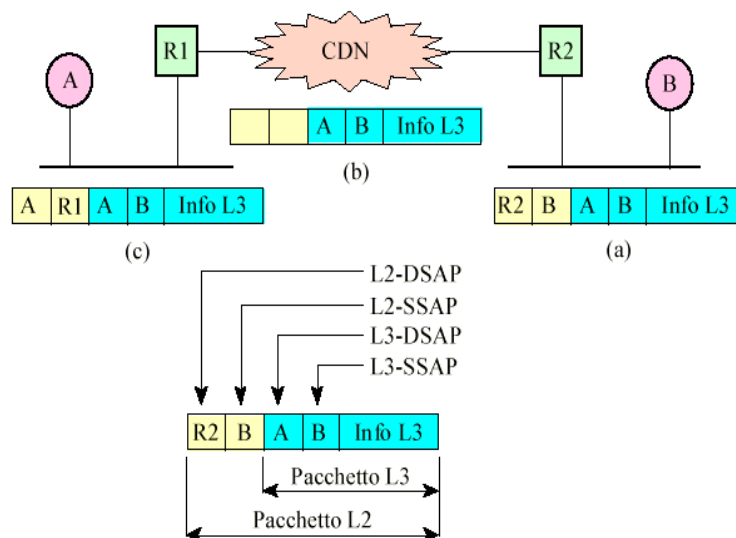 R1
CDN
R2
A
B
A B Info L3
(b)
A R1 A B Info L3
R2 B A B Info L3
(c)
(a)
L2-DSAP
L2-SSAP
L3-DSAP
L3-SSAP
R2 B A B Info L3
Pacchetto L3
Pacchetto L2